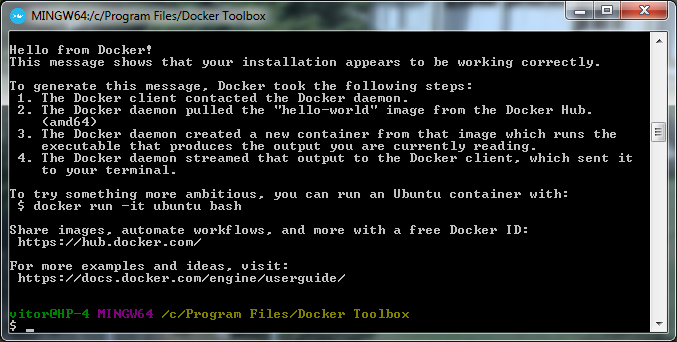 MINGW64:/c/Program Files/Docker Toolbox
Hello from Docker!
This message shows that your installation appears to be working correctly.
To generate this message, Docker took the following steps:
1. The Docker client contacted the Docker daemon.
2. The Docker daemon pulled the "hello-world" image from the Docker Hub.
(amd64)
3. The Docker daemon created a new container from that image which runs the
executable that produces the output you are currently reading.
4. The Docker daemon streamed that output to the Docker client, which sent it
to your terminal.
To try something more ambitious, you can run an Ubuntu container with:
$ docker run -it ubuntu bash
Share images, automate workflows, and more with a free Docker ID:
https://hub.docker.com/
For more examples and ideas, visit:
https://docs.docker.com/engine/userguide/
vitor@HP-4 MINGW64 /c/Program Files/Docker Toolbox
$ _